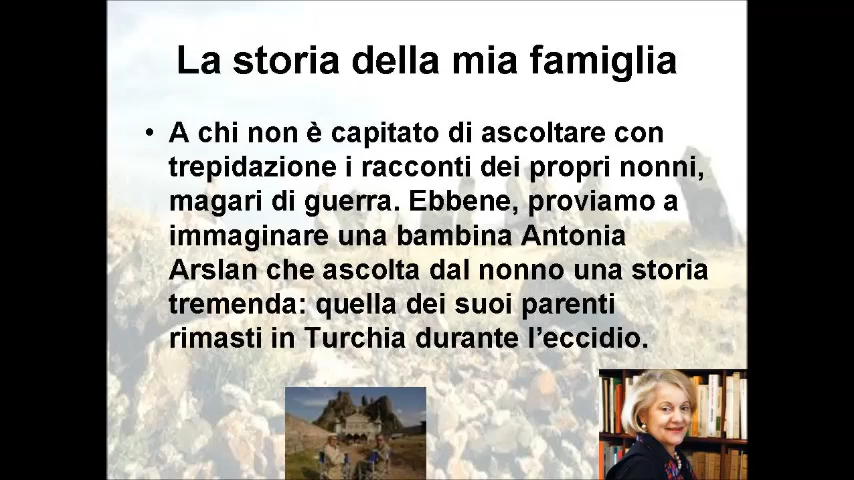 La storia della mia famiglia
• A chi non è capitato di ascoltare con
trepidazione i racconti dei propri nonni,
magari di guerra. Ebbene, proviamo a
immaginare una bambina Antonia
Arslan che ascolta dal nonno una storia
tremenda: quella dei suoi parenti
rimasti in Turchia durante l’eccidio.